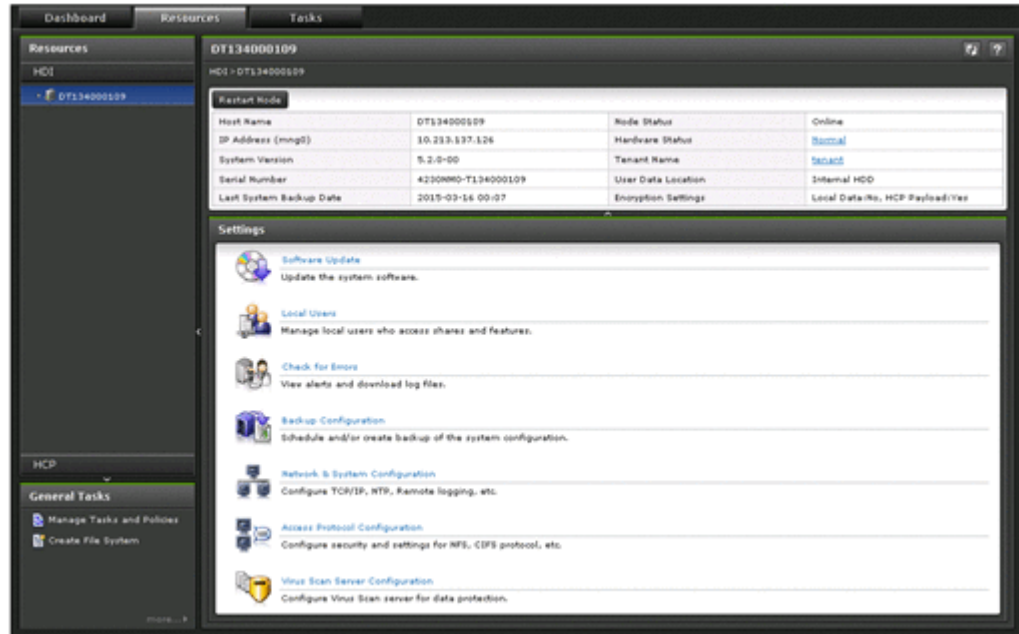 Dashboard Resources Tasks
Resources
HDI
DT134000109
HCP
General Tasks
Manage Tasks and Policies
Create File System
more...
DT134000109
HDI > DT134000109
Restart Node
Host Name DT134000109 Node Status Online
IP Address (mng0) 10.213.137.126 Hardware Status Normal
System Version 5.2.0-00 Tenant Name tenant
Serial Number 4230NM0-T134000109 User Data Location Internal HDD
Last System Backup Date 2015-03-16 00:07 Encryption Settings Local Data:No, HCP Payload:Yes
Settings
Software Update
Update the system software.
Local Users
Manage local users who access shares and features.
Check for Errors
View alerts and download log files.
Backup Configuration
Schedule and/or create backup of the system configuration.
Network & System Configuration
Configure TCP/IP, NTP, Remote logging, etc.
Access Protocol Configuration
Configure security and settings for NFS, CIFS protocol, etc.
Virus Scan Server Configuration
Configure Virus Scan server for data protection.